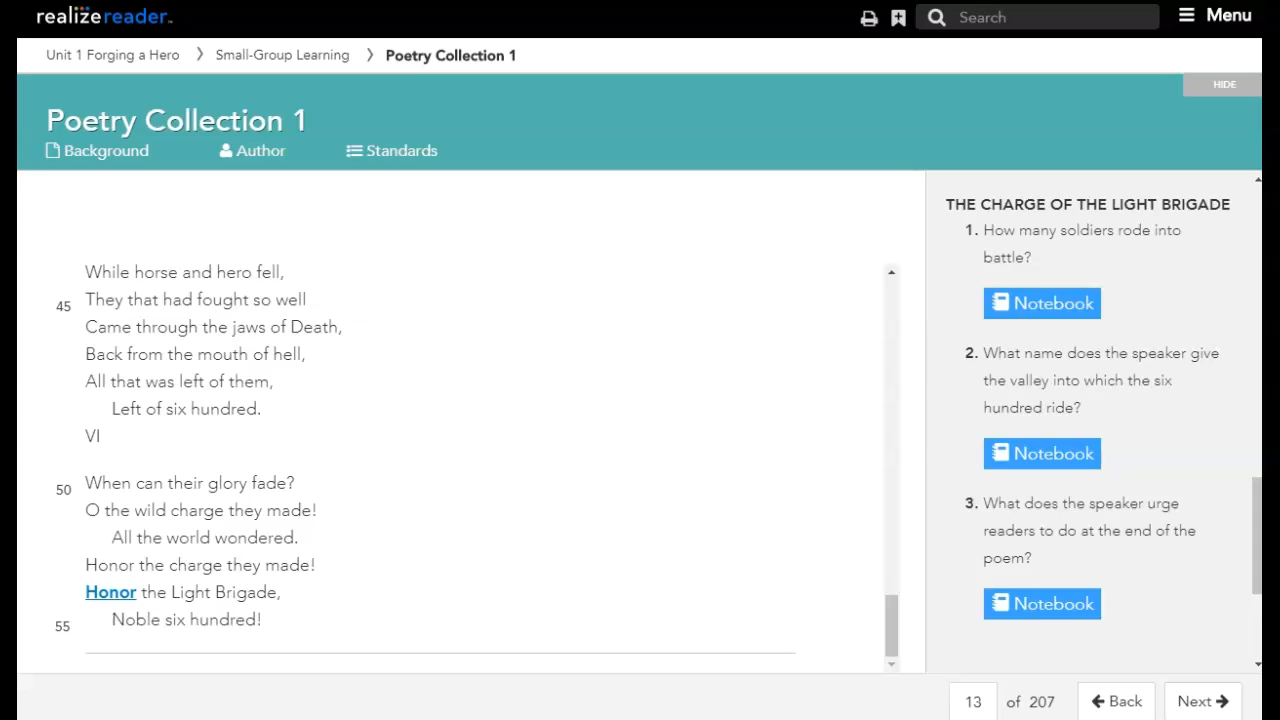 realizereader™
Search
Menu
Unit 1 Forging a Hero > Small-Group Learning > Poetry Collection 1
HIDE
Poetry Collection 1
Background Author Standards
While horse and hero fell,
45 They that had fought so well
Came through the jaws of Death,
Back from the mouth of hell,
All that was left of them,
Left of six hundred.
VI
50 When can their glory fade?
O the wild charge they made!
All the world wondered.
Honor the charge they made!
Honor the Light Brigade,
55 Noble six hundred!
THE CHARGE OF THE LIGHT BRIGADE
1. How many soldiers rode into
battle?
Notebook
2. What name does the speaker give
the valley into which the six
hundred ride?
Notebook
3. What does the speaker urge
readers to do at the end of the
poem?
Notebook
13 of 207 Back Next